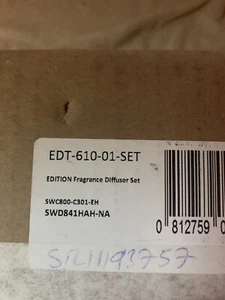 EDT-610-01-SET
EDITION Fragrance Diffuser Set
SWC800-C301-EH
SWD841HAH-NA
0 812759 0